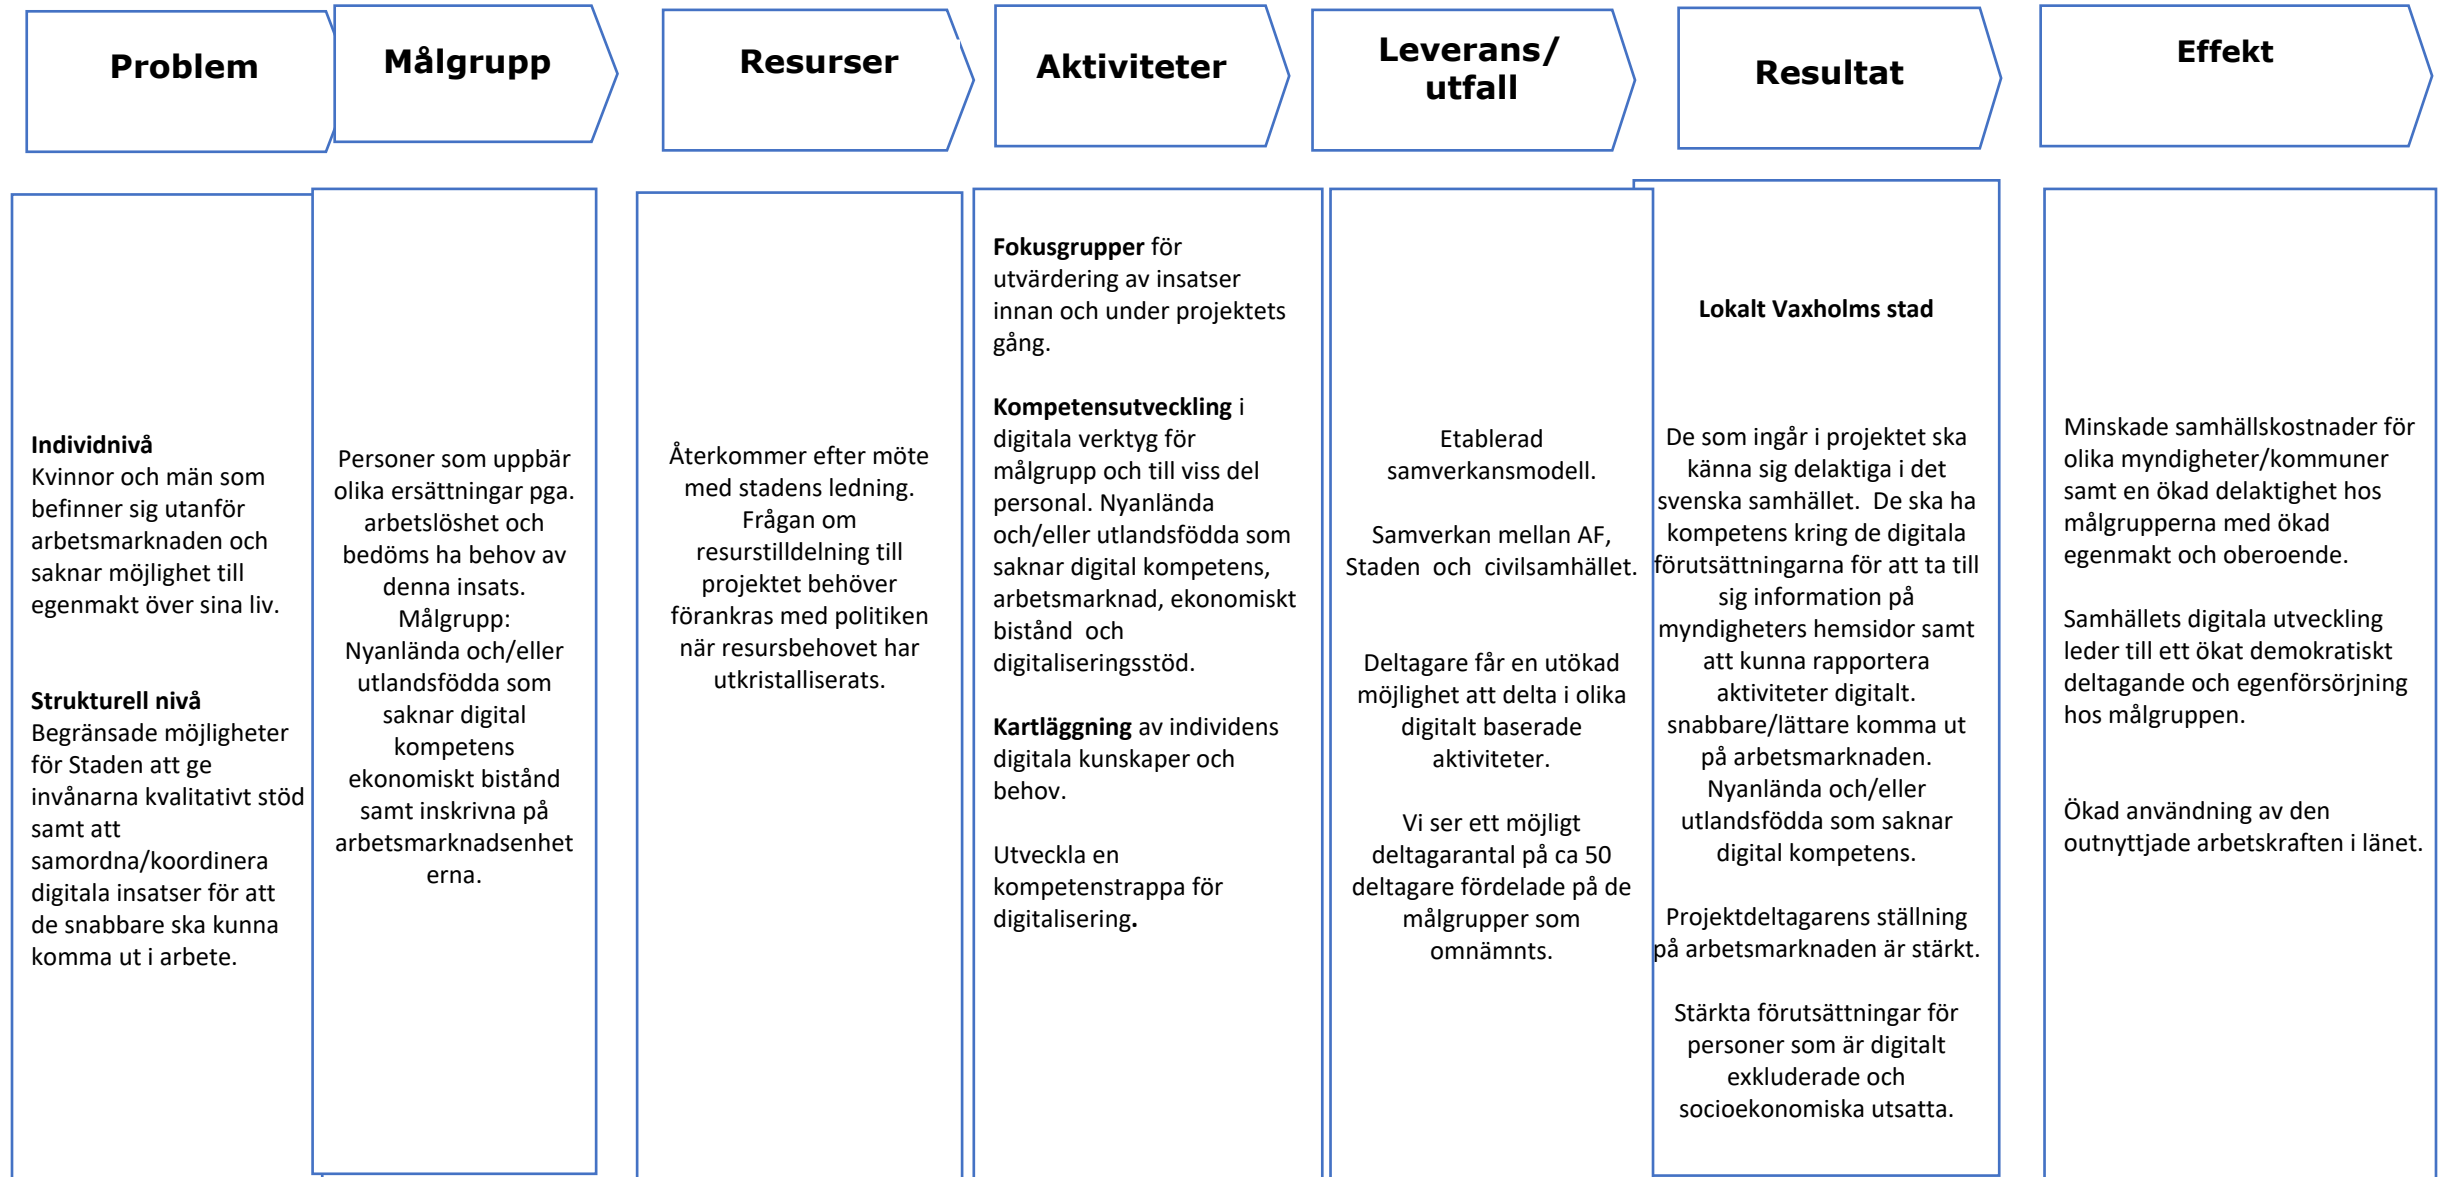 Problem
Målgrupp
Resurser
Aktiviteter
Leverans/
utfall
Resultat
Effekt
Individnivå
Kvinnor och män som
befinner sig utanför
arbetsmarknaden och
saknar möjlighet till
egenmakt över sina liv.
Strukturell nivå
Begränsade möjligheter
för Staden att ge
invånarna kvalitativt stöd
samt att
samordna/koordinera
digitala insatser för att
de snabbare ska kunna
komma ut i arbete.
Personer som uppbär
olika ersättningar pga.
arbetslöshet och
bedöms ha behov av
denna insats.
Målgrupp:
Nyanlända och/eller
utlandsfödda som
saknar digital
kompetens
ekonomiskt bistånd
samt inskrivna på
arbetsmarknadsenhet
erna.
Återkommer efter möte
med stadens ledning.
Frågan om
resurstilldelning till
projektet behöver
förankras med politiken
när resursbehovet har
utkristalliserats.
Fokusgrupper för
utvärdering av insatser
innan och under projektets
gång.
Kompetensutveckling i
digitala verktyg för
målgrupp och till viss del
personal. Nyanlända
och/eller utlandsfödda som
saknar digital kompetens,
arbetsmarknad, ekonomiskt
bistånd  och
digitaliseringsstöd.
Kartläggning av individens
digitala kunskaper och
behov.
Utveckla en
kompetenstrappa för
digitalisering.
Etablerad
samverkansmodell.
Samverkan mellan AF,
Staden  och  civilsamhället.
Deltagare får en utökad
möjlighet att delta i olika
digitalt baserade
aktiviteter.
Vi ser ett möjligt
deltagarantal på ca 50
deltagare fördelade på de
målgrupper som
omnämnts.
Lokalt Vaxholms stad
De som ingår i projektet ska
känna sig delaktiga i det
svenska samhället.  De ska ha
kompetens kring de digitala
förutsättningarna för att ta till
sig information på
myndigheters hemsidor samt
att kunna rapportera
aktiviteter digitalt.
snabbare/lättare komma ut
på arbetsmarknaden.
Nyanlända och/eller
utlandsfödda som saknar
digital kompetens.
Projektdeltagarens ställning
på arbetsmarknaden är stärkt.
Stärkta förutsättningar för
personer som är digitalt
exkluderade och
socioekonomiska utsatta.
Minskade samhällskostnader för
olika myndigheter/kommuner
samt en ökad delaktighet hos
målgrupperna med ökad
egenmakt och oberoende.
Samhällets digitala utveckling
leder till ett ökat demokratiskt
deltagande och egenförsörjning
hos målgruppen.
Ökad användning av den
outnyttjade arbetskraften i länet.